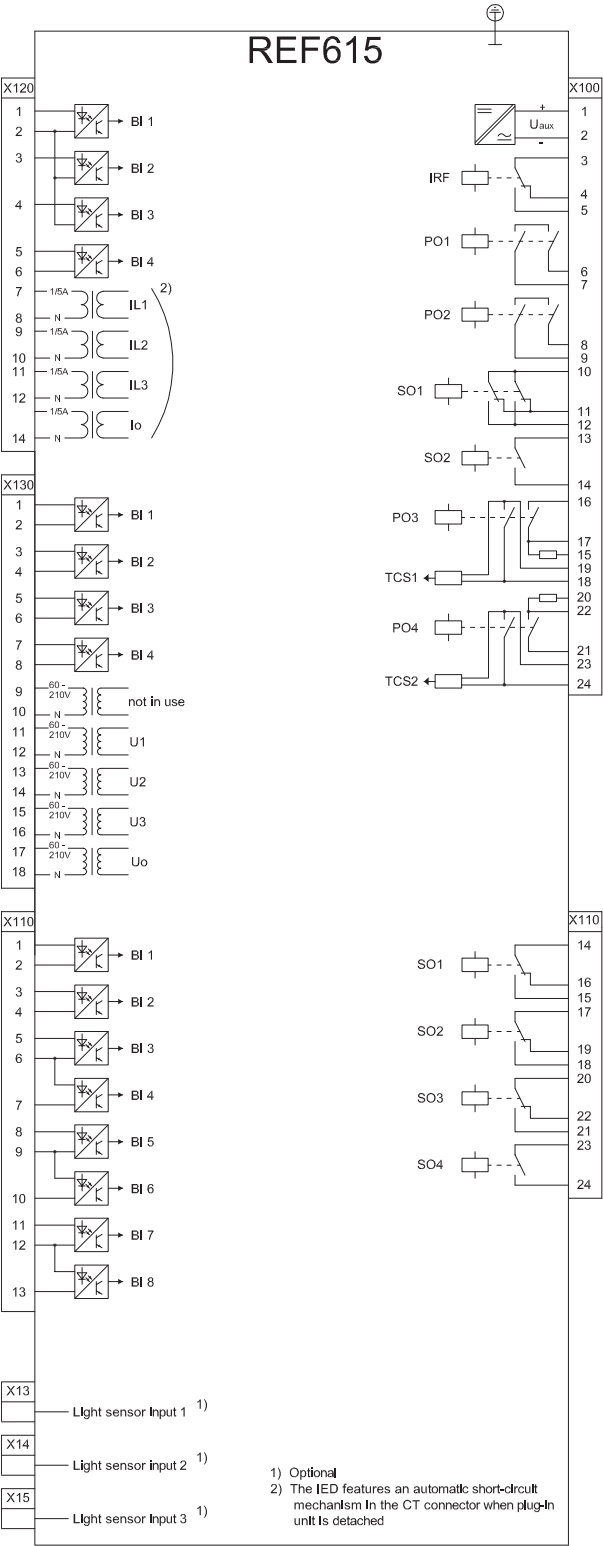 REF615
X120
1
2
3
4
5
6
7
8
9
10
11
12
14
BI 1
BI 2
BI 3
BI 4
1/5A
N
IL1
2)
1/5A
N
IL2
1/5A
N
IL3
1/5A
N
Io
X130
1
2
3
4
5
6
7
8
9
10
11
12
13
14
15
16
17
18
BI 1
BI 2
BI 3
BI 4
60 -
210V
N
not in use
60 -
210V
N
U1
60 -
210V
N
U2
60 -
210V
N
U3
60 -
210V
N
Uo
X110
1
2
3
4
5
6
7
8
9
10
11
12
13
BI 1
BI 2
BI 3
BI 4
BI 5
BI 6
BI 7
BI 8
X13
Light sensor input 1 1)
X14
Light sensor input 2 1)
X15
Light sensor input 3 1)
X100
+
Uaux
-
1
2
IRF
3
4
5
PO1
6
7
PO2
8
9
SO1
10
11
12
SO2
13
14
PO3
TCS1
16
17
15
19
18
PO4
TCS2
20
22
21
23
24
X110
SO1
14
16
15
SO2
17
19
18
SO3
20
22
21
SO4
23
24
1) Optional
2) The IED features an automatic short-circuit
mechanism in the CT connector when plug-in
unit is detached